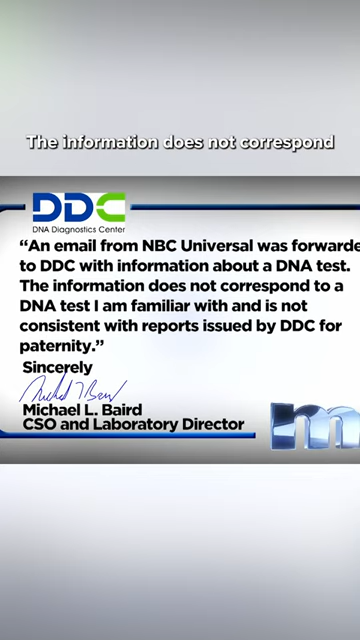 The information does not correspond
DDC
DNA Diagnostics Center
“An email from NBC Universal was forwarde
to DDC with information about a DNA test.
The information does not correspond to a
DNA test I am familiar with and is not
consistent with reports issued by DDC for
paternity.”
Sincerely
Michael L. Baird
CSO and Laboratory Director
m